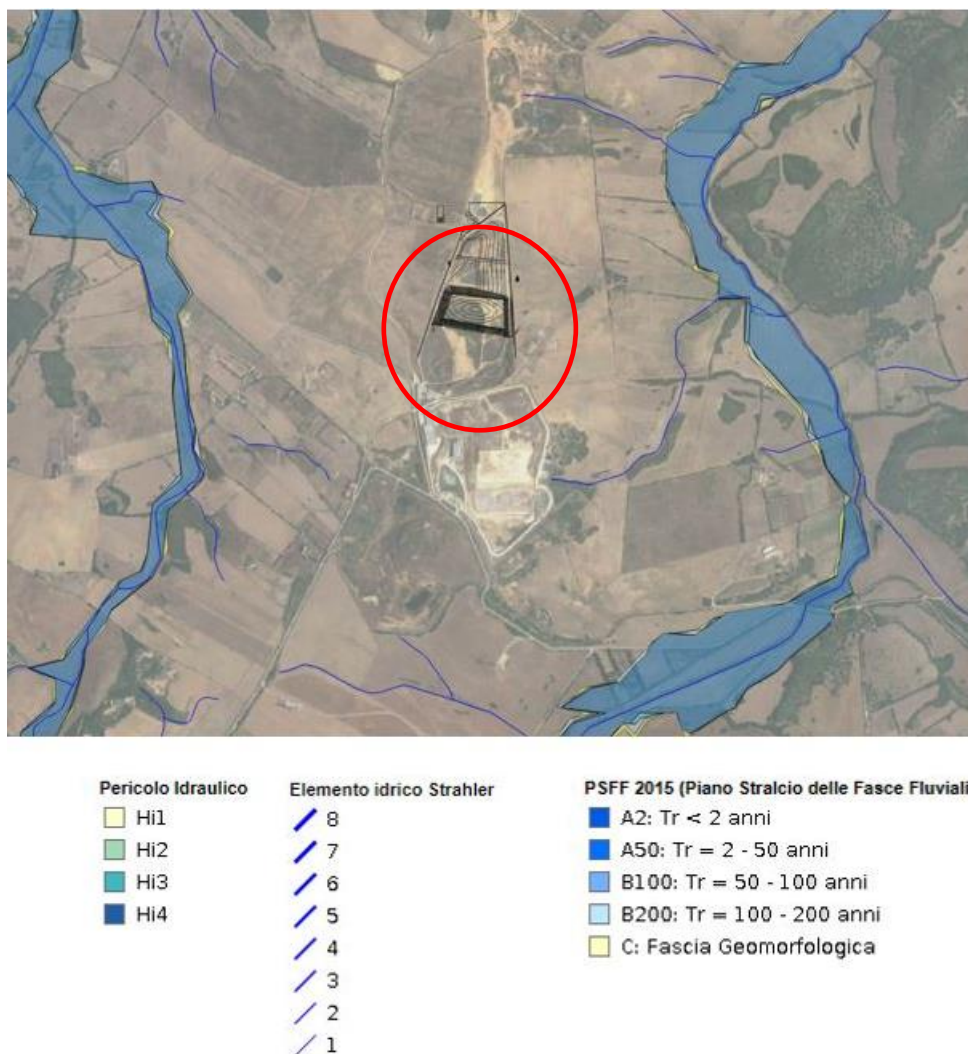 Pericolo Idraulico
Hi1
Hi2
Hi3
Hi4
Elemento idrico Strahler
8
7
6
5
4
3
2
1
PSFF 2015 (Piano Stralcio delle Fasce Fluviali
A2: Tr < 2 anni
A50: Tr = 2 - 50 anni
B100: Tr = 50 - 100 anni
B200: Tr = 100 - 200 anni
C: Fascia Geomorfologica